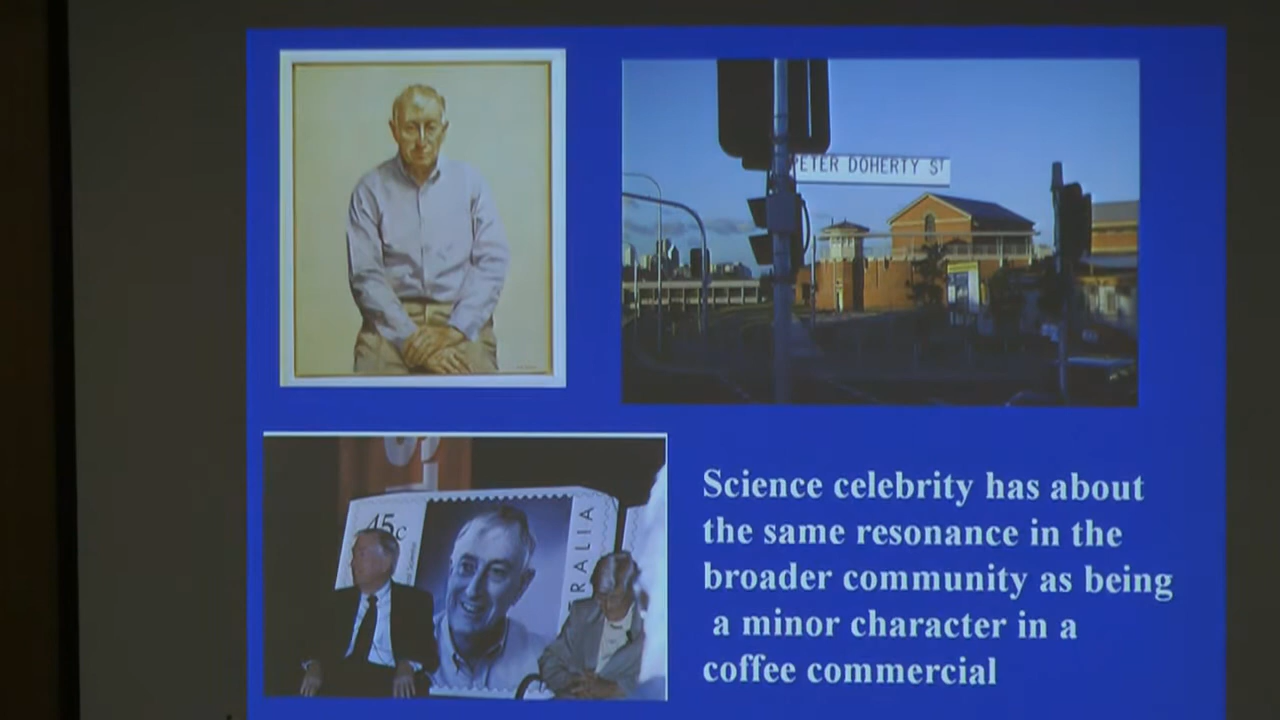 PETER DOHERTY ST
45c
RALIA
Science celebrity has about
the same resonance in the
broader community as being
a minor character in a
coffee commercial